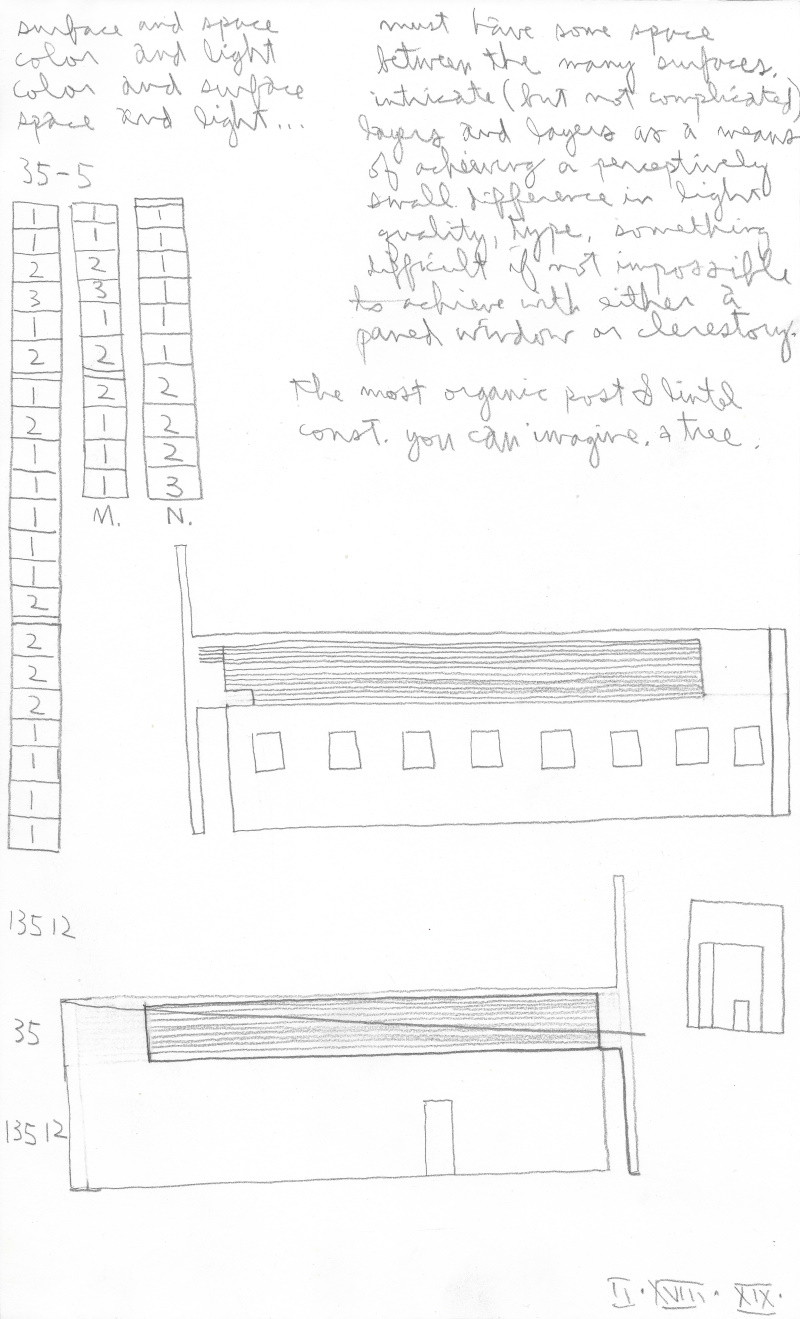 surface and space
color and light
color and surface
space and light...
must have some space
between the many surfaces.
intricate (but not complicated)
layers and layers as a means
of achieving a perceptively
small difference in light
quality, type, something
difficult if not impossible
to achieve with either a
paned window or clerestory.
the most organic post & lintel
const. you can imagine. a tree.
35-5
1
1
2
3
1
2
1
2
1
1
1
1
1
2
2
2
2
1
1
1
1
1
1
2
3
1
2
2
1
1
M.
1
1
1
1
1
1
2
2
2
3
N.
13512
35
13512
II·XVIII·XIX·